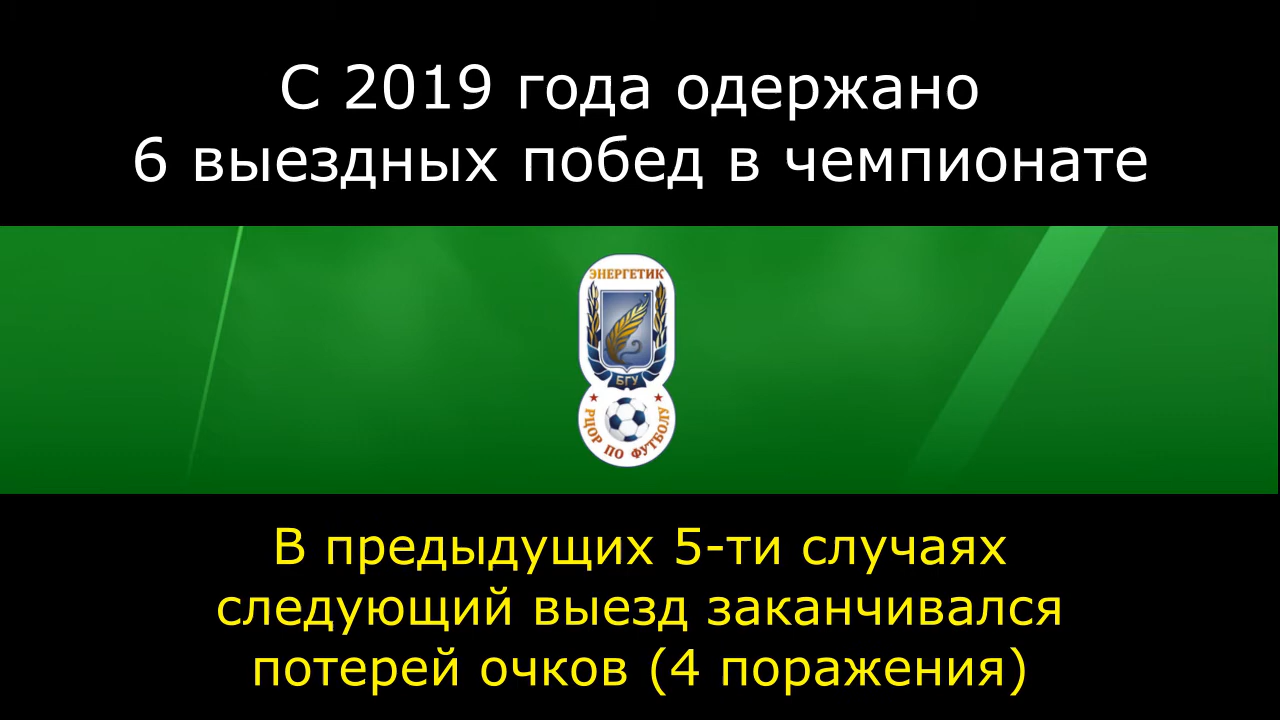 С 2019 года одержано
6 выездных побед в чемпионате
ЭНЕРГЕТИК
БГУ
РЦОР ПО ФУТБОЛУ
В предыдущих 5-ти случаях
следующий выезд заканчивался
потерей очков (4 поражения)